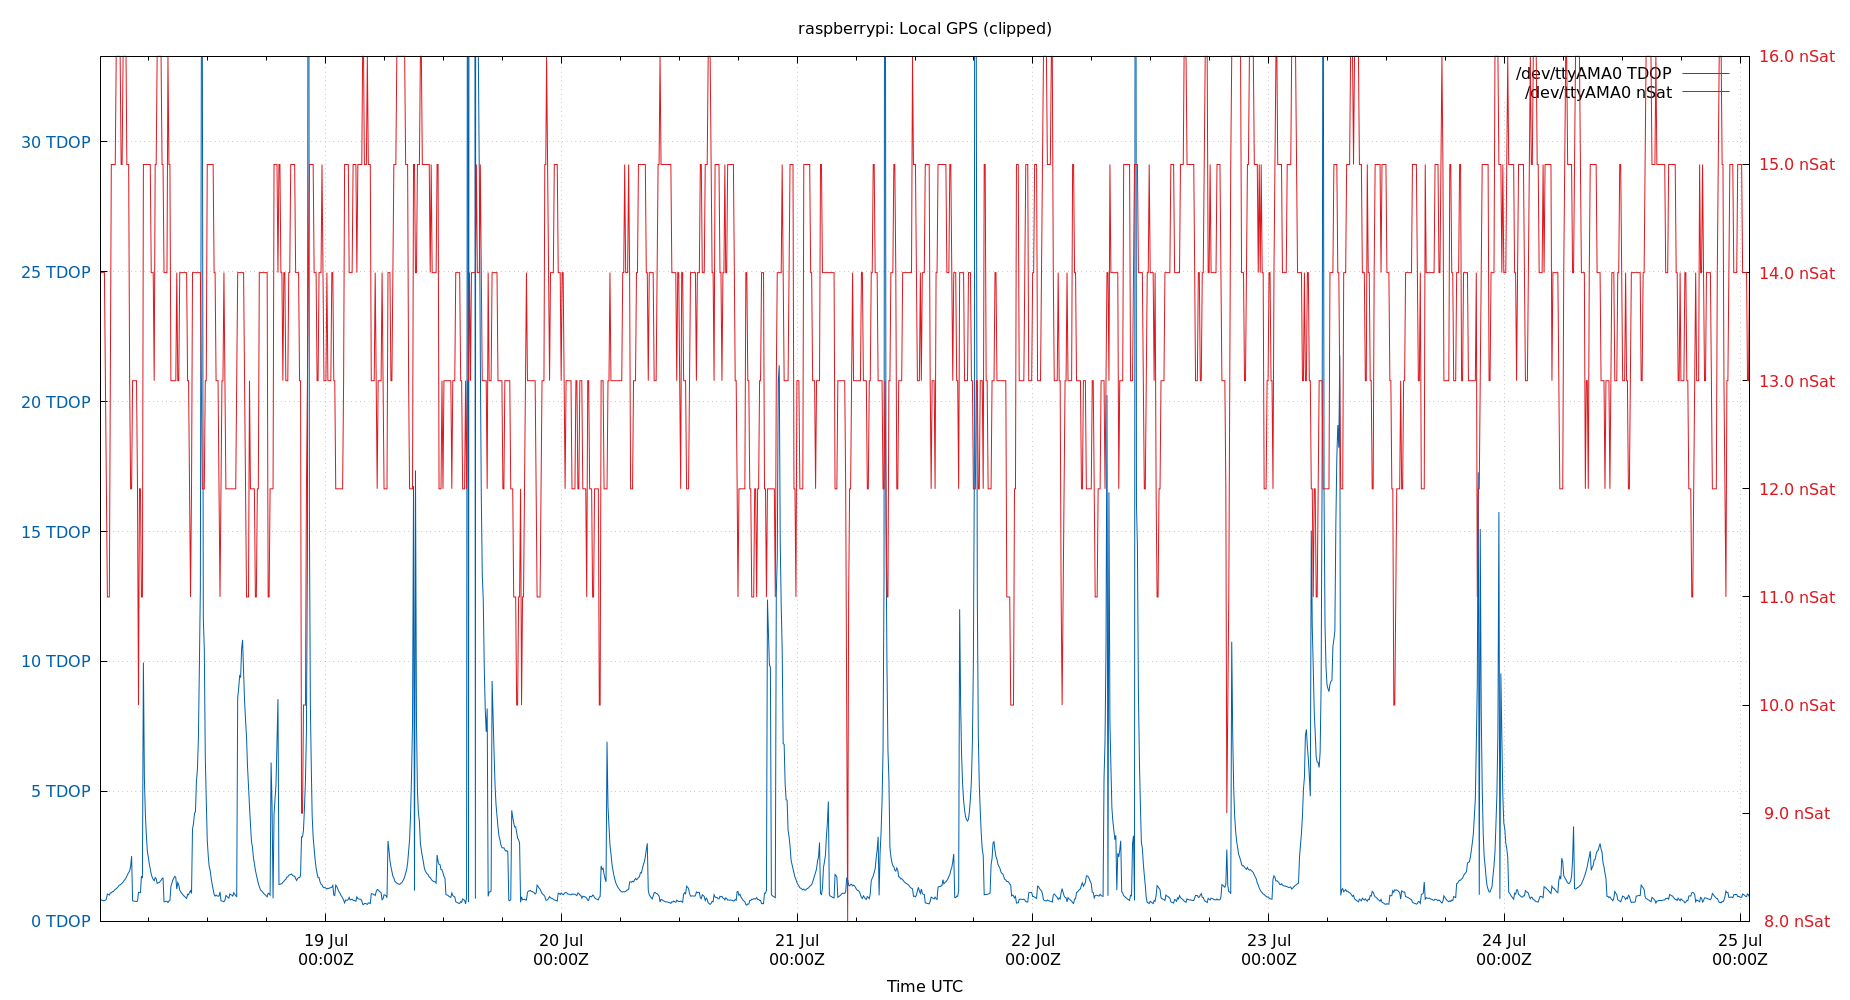 raspberrypi: Local GPS (clipped)
/dev/ttyAMA0 TDOP
/dev/ttyAMA0 nSat
30 TDOP
25 TDOP
20 TDOP
15 TDOP
10 TDOP
5 TDOP
0 TDOP
16.0 nSat
15.0 nSat
14.0 nSat
13.0 nSat
12.0 nSat
11.0 nSat
10.0 nSat
9.0 nSat
8.0 nSat
19 Jul
00:00Z
20 Jul
00:00Z
21 Jul
00:00Z
22 Jul
00:00Z
23 Jul
00:00Z
24 Jul
00:00Z
25 Jul
00:00Z
Time UTC